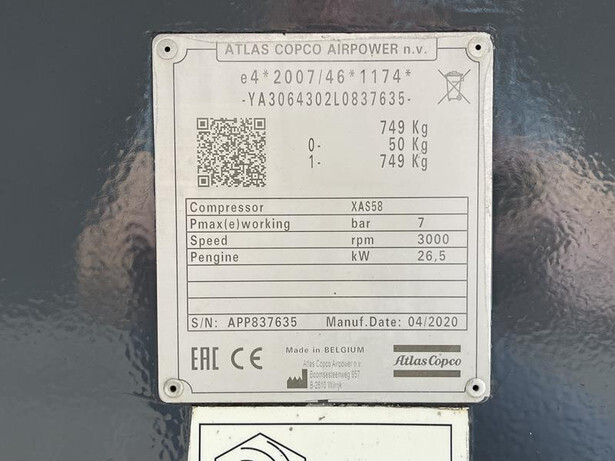 ATLAS COPCO AIRPOWER n.v.
e4*2007/46*1174*
-YA3064302L0837635-
749 Kg
0- 50 Kg
1- 749 Kg
Compressor XAS58
Pmax(e)working bar 7
Speed rpm 3000
Pengine kW 26,5
S/N: APP837635 Manuf.Date: 04/2020
EAC CE
Made in BELGIUM
Atlas Copco Airpower n.v.
Boomsesteenweg 957
B-2610 Wilrijk
Atlas Copco